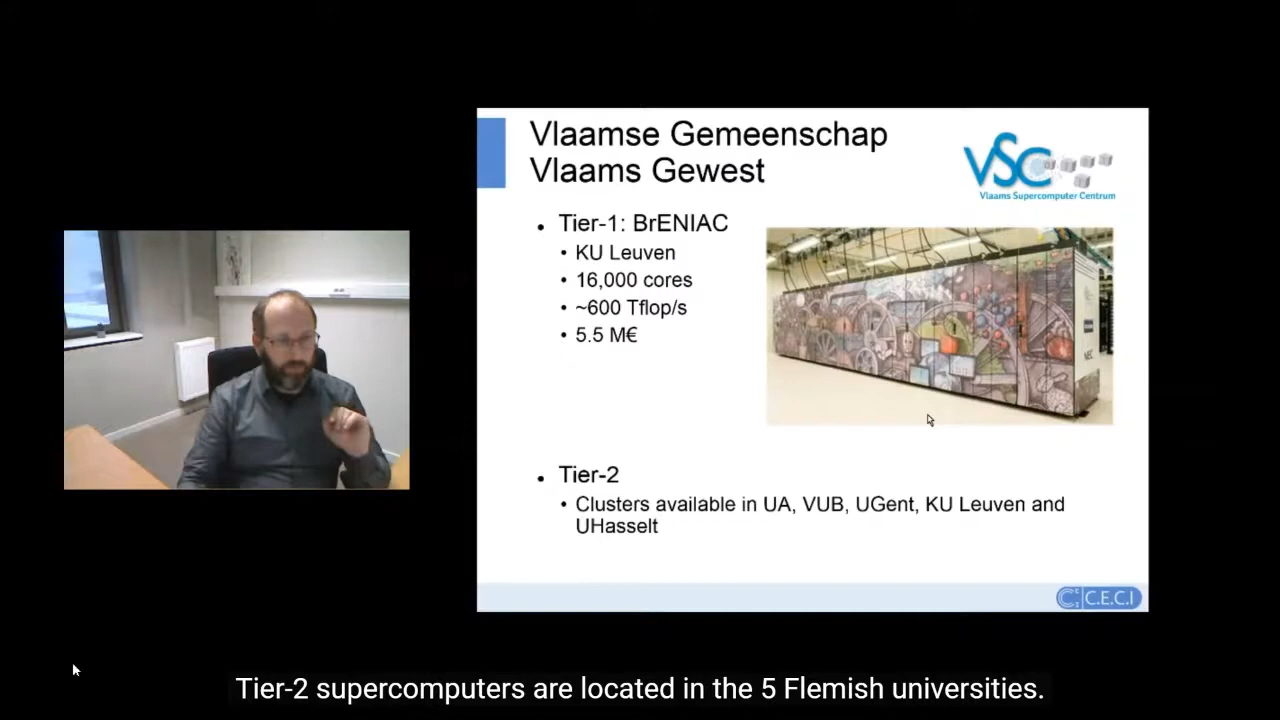 Vlaamse Gemeenschap
Vlaams Gewest
VSC
Vlaams Supercomputer Centrum
• Tier-1: BrENIAC
• KU Leuven
• 16,000 cores
• ~600 Tflop/s
• 5.5 M€
NEC
• Tier-2
• Clusters available in UA, VUB, UGent, KU Leuven and
UHasselt
C.E.C.I
Tier-2 supercomputers are located in the 5 Flemish universities.